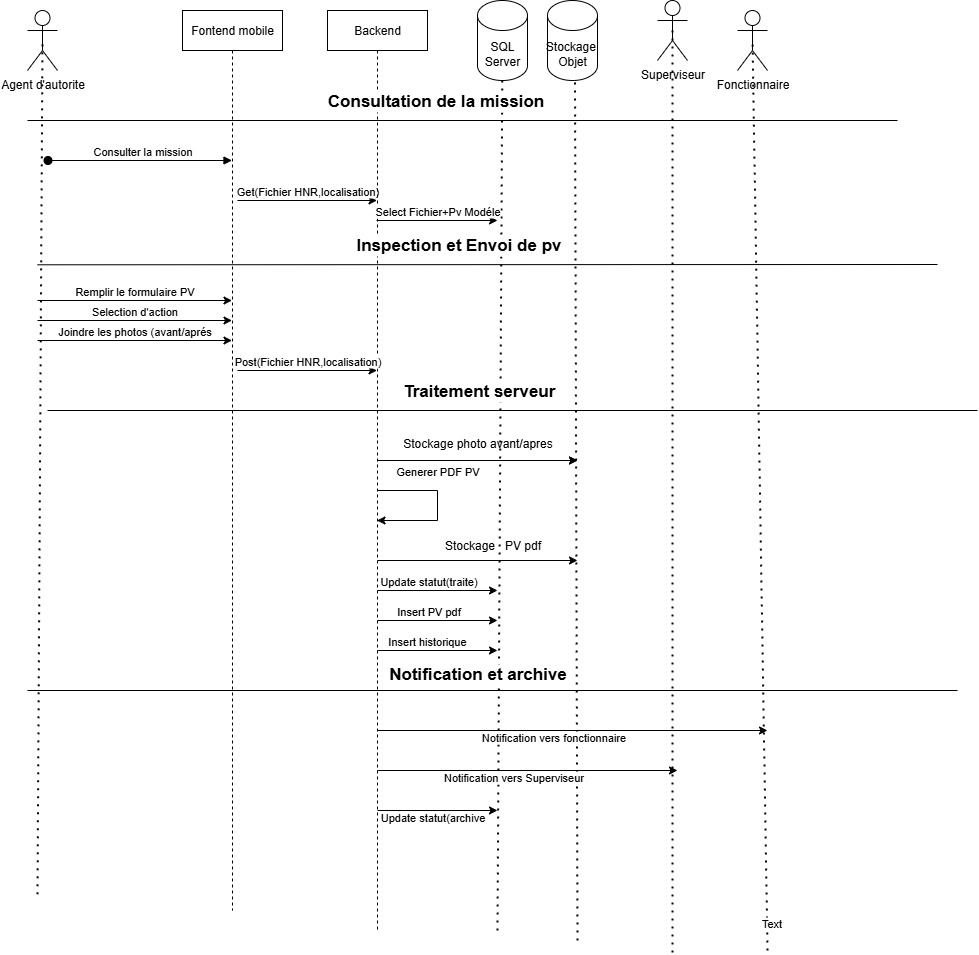 Fontend mobile
Backend
SQL
Server
Stockage
Objet
Superviseur
Agent d'autorite
Fonctionnaire
Consultation de la mission
Consulter la mission
Get(Fichier HNR,localisation)
Select Fichier+Pv Modéle
Inspection et Envoi de pv
Remplir le formulaire PV
Selection d'action
Joindre les photos (avant/aprés
Post(Fichier HNR,localisation)
Traitement serveur
Stockage photo avant/apres
Generer PDF PV
Stockage PV pdf
Update statut(traite)
Insert PV pdf
Insert historique
Notification et archive
Notification vers fonctionnaire
Notification vers Superviseur
Update statut(archive
Text